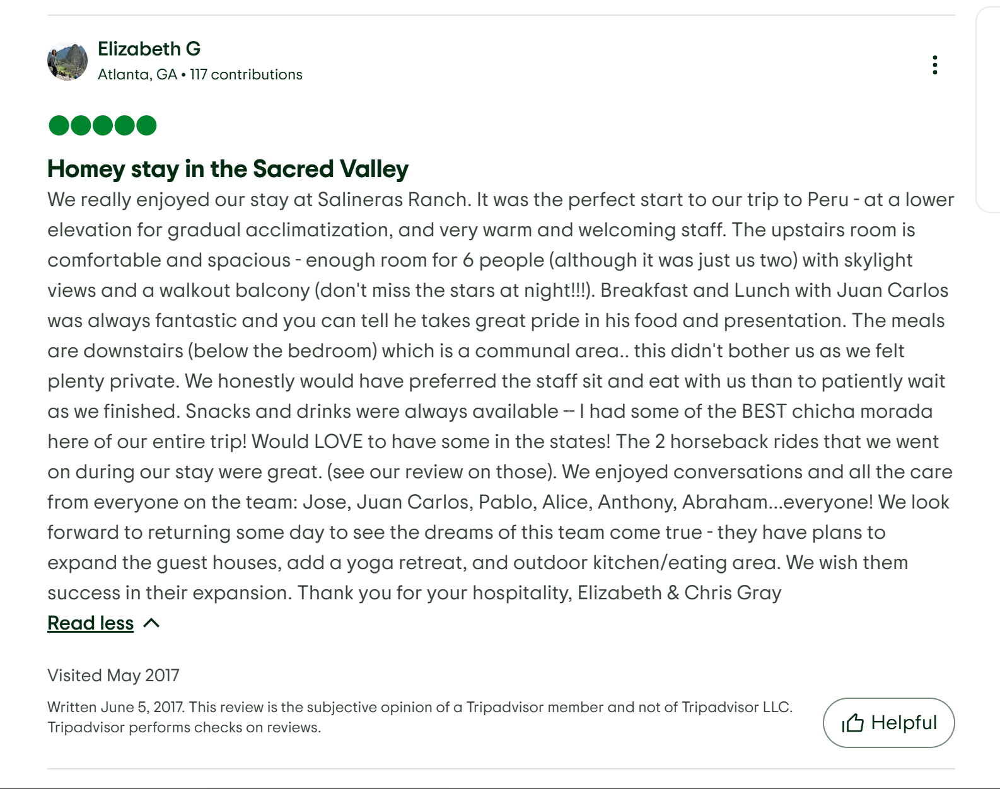 Elizabeth G
Atlanta, GA • 117 contributions
Homey stay in the Sacred Valley
We really enjoyed our stay at Salineras Ranch. It was the perfect start to our trip to Peru - at a lower
elevation for gradual acclimatization, and very warm and welcoming staff. The upstairs room is
comfortable and spacious - enough room for 6 people (although it was just us two) with skylight
views and a walkout balcony (don't miss the stars at night!!!). Breakfast and Lunch with Juan Carlos
was always fantastic and you can tell he takes great pride in his food and presentation. The meals
are downstairs (below the bedroom) which is a communal area.. this didn't bother us as we felt
plenty private. We honestly would have preferred the staff sit and eat with us than to patiently wait
as we finished. Snacks and drinks were always available -- I had some of the BEST chicha morada
here of our entire trip! Would LOVE to have some in the states! The 2 horseback rides that we went
on during our stay were great. (see our review on those). We enjoyed conversations and all the care
from everyone on the team: Jose, Juan Carlos, Pablo, Alice, Anthony, Abraham...everyone! We look
forward to returning some day to see the dreams of this team come true - they have plans to
expand the guest houses, add a yoga retreat, and outdoor kitchen/eating area. We wish them
success in their expansion. Thank you for your hospitality, Elizabeth & Chris Gray
Read less
Visited May 2017
Written June 5, 2017. This review is the subjective opinion of a Tripadvisor member and not of Tripadvisor LLC.
Tripadvisor performs checks on reviews.
Helpful